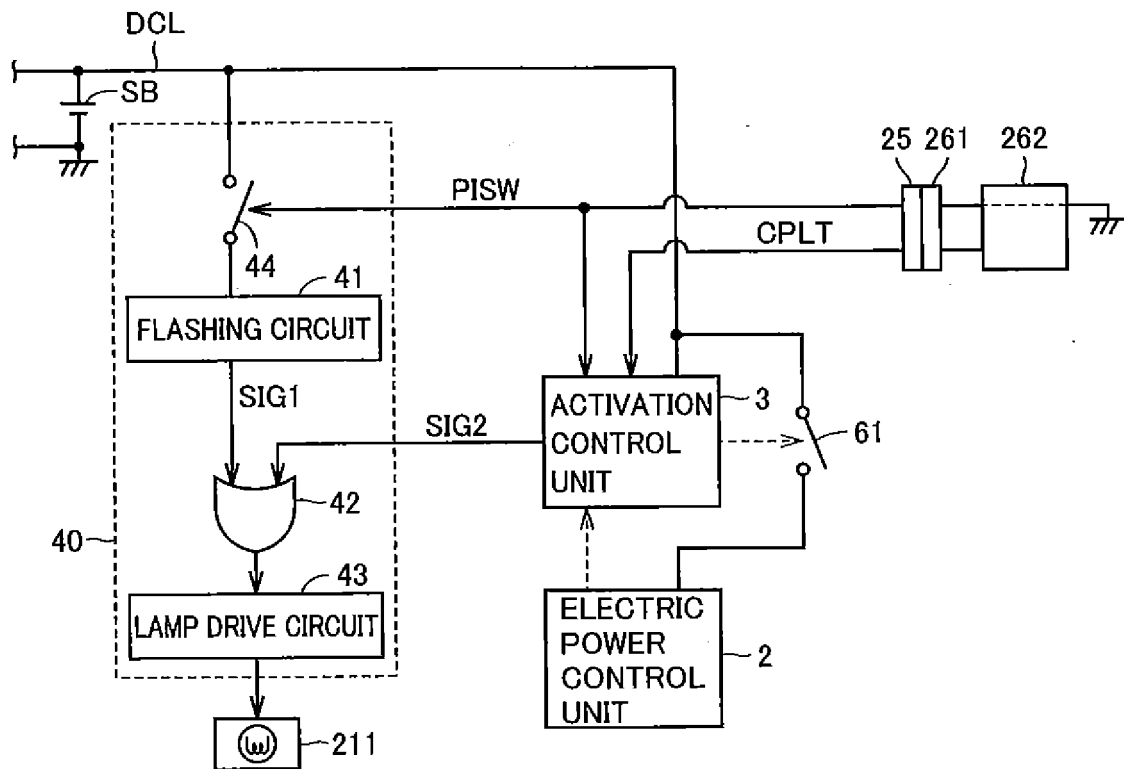 DCL
SB
25 261 262
PISW
CPLT
44
41
FLASHING CIRCUIT
SIG1
SIG2
ACTIVATION
CONTROL
UNIT
3
61
42
40
43
LAMP DRIVE CIRCUIT
ELECTRIC
POWER
CONTROL
UNIT
2
211